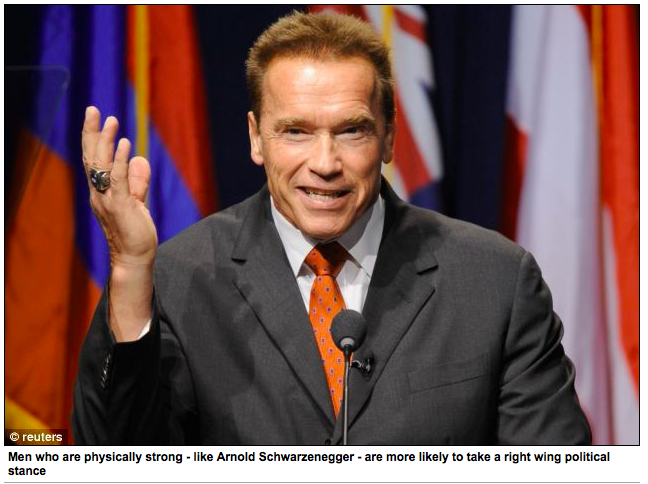 © reuters
Men who are physically strong - like Arnold Schwarzenegger - are more likely to take a right wing political
stance